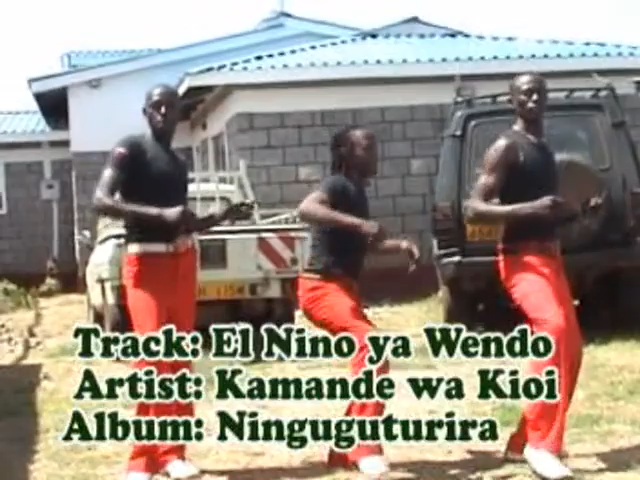 Track: El Nino ya Wendo
Artist: Kamande wa Kioi
Album: Ninguguturira